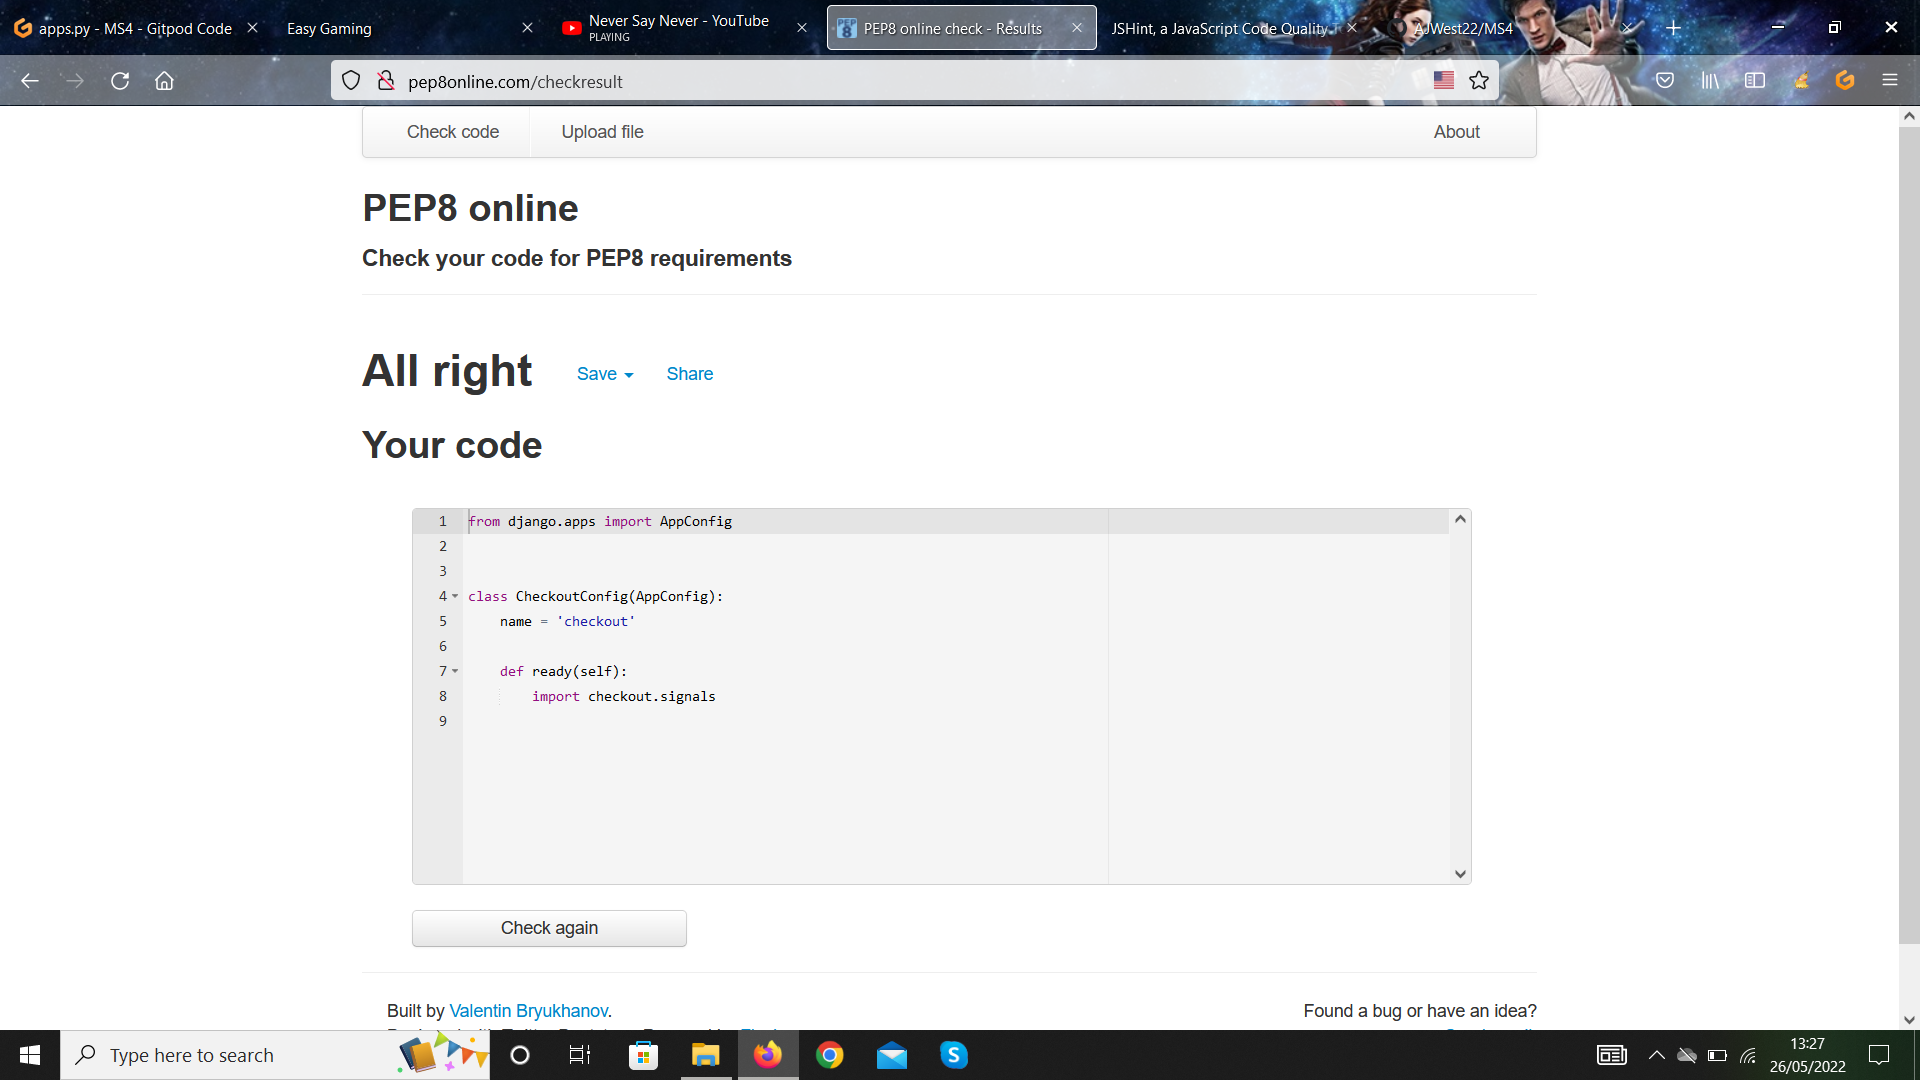 apps.py - MS4 - Gitpod Code
Easy Gaming
Never Say Never - YouTube
PLAYING
PEP8 online check - Results
JSHint, a JavaScript Code Quality
AJWest22/MS4
pep8online.com/checkresult
Check code
Upload file
About
PEP8 online
Check your code for PEP8 requirements
All right
Save
Share
Your code
1 from django.apps import AppConfig
2
3
4 class CheckoutConfig(AppConfig):
5 name = 'checkout'
6
7 def ready(self):
8 import checkout.signals
9
Check again
Built by Valentin Bryukhanov.
Found a bug or have an idea?
Type here to search
13:27
26/05/2022